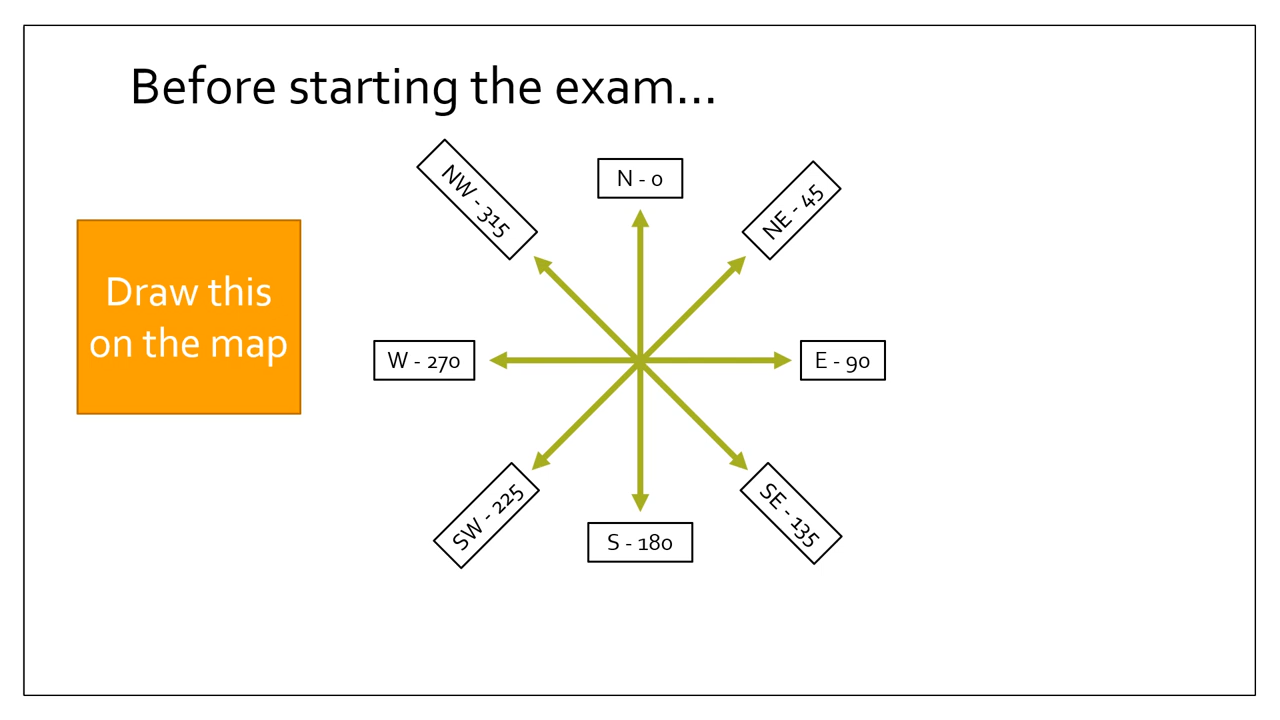 Before starting the exam...
NW - 315
N - 0
NE - 45
Draw this
on the map
W - 270
E - 90
SW - 225
S - 180
SE - 135